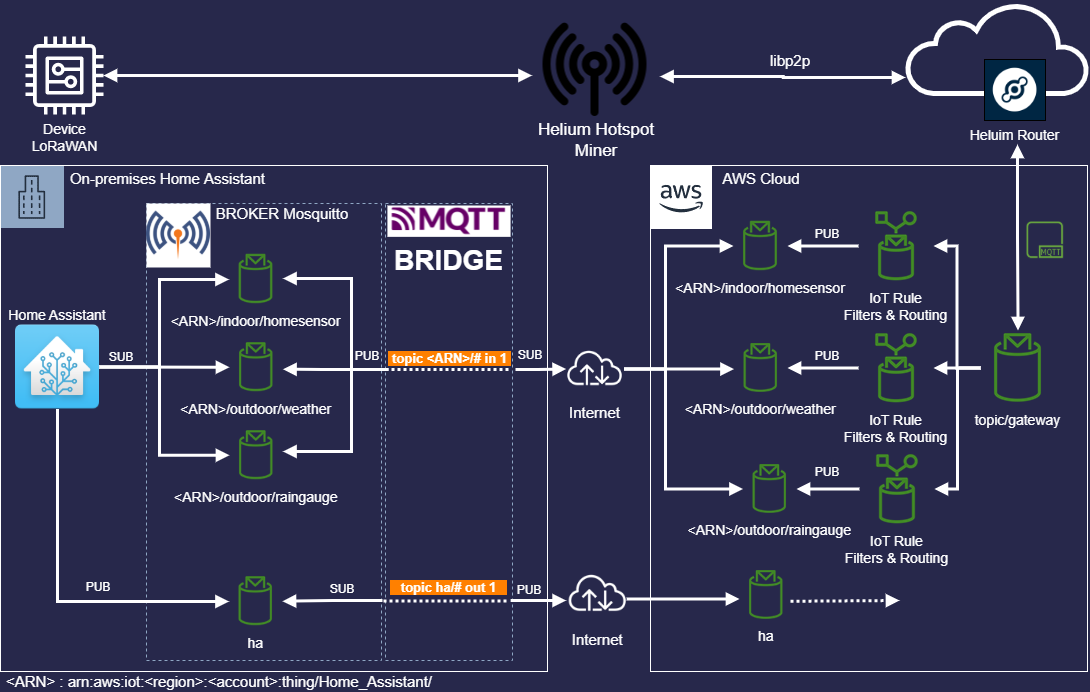 libp2p
Device
LoRaWAN
Helium Hotspot
Miner
Heluim Router
On-premises Home Assistant
BROKER Mosquitto
MQTT
BRIDGE
<ARN>/indoor/homesensor
Home Assistant
SUB
PUB
topic <ARN>/# in 1
SUB
<ARN>/outdoor/weather
<ARN>/outdoor/raingauge
PUB
SUB
topic ha/# out 1
PUB
ha
Internet
Internet
aws
AWS Cloud
PUB
<ARN>/indoor/homesensor
IoT Rule
Filters & Routing
MQTT
PUB
<ARN>/outdoor/weather
IoT Rule
Filters & Routing
topic/gateway
PUB
<ARN>/outdoor/raingauge
IoT Rule
Filters & Routing
ha
<ARN> : arn:aws:iot:<region>:<account>:thing/Home_Assistant/